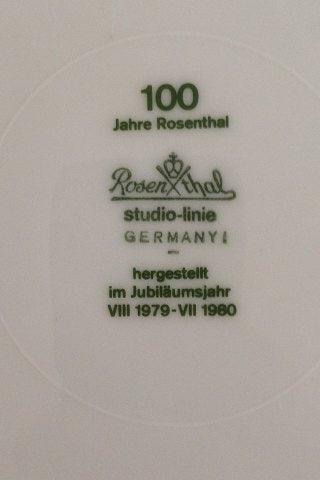 100
Jahre Rosenthal
Rosenthal
studio-linie
GERMANY
hergestellt
im Jubiläumsjahr
VIII 1979-VII 1980